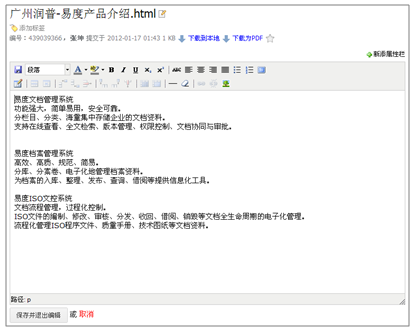 广州润普-易度产品介绍.html
添加标签
编号：439039366，张坤 提交于 2012-01-17 01:43 1 KB 下载到本地 下载为PDF
新添属性栏
段落
易度文档管理系统
功能强大，简单易用，安全可靠。
分栏目、分类、海量集中存储企业的文档资料。
支持在线查看、全文检索、版本管理、权限控制、文档协同与审批。
易度档案管理系统
高效、高质、规范、简易。
分库、分案卷、电子化地管理档案资料。
为档案的入库、整理、发布、查询、借阅等提供信息化工具。
易度ISO文控系统
文档流程管理，过程化控制。
ISO文件的编制、修改、审核、分发、收回、借阅、销毁等文档全生命周期的电子化管理。
流程化管理ISO程序文件、质量手册、技术图纸等文档资料。
路径: p
保存并退出编辑 或 取消